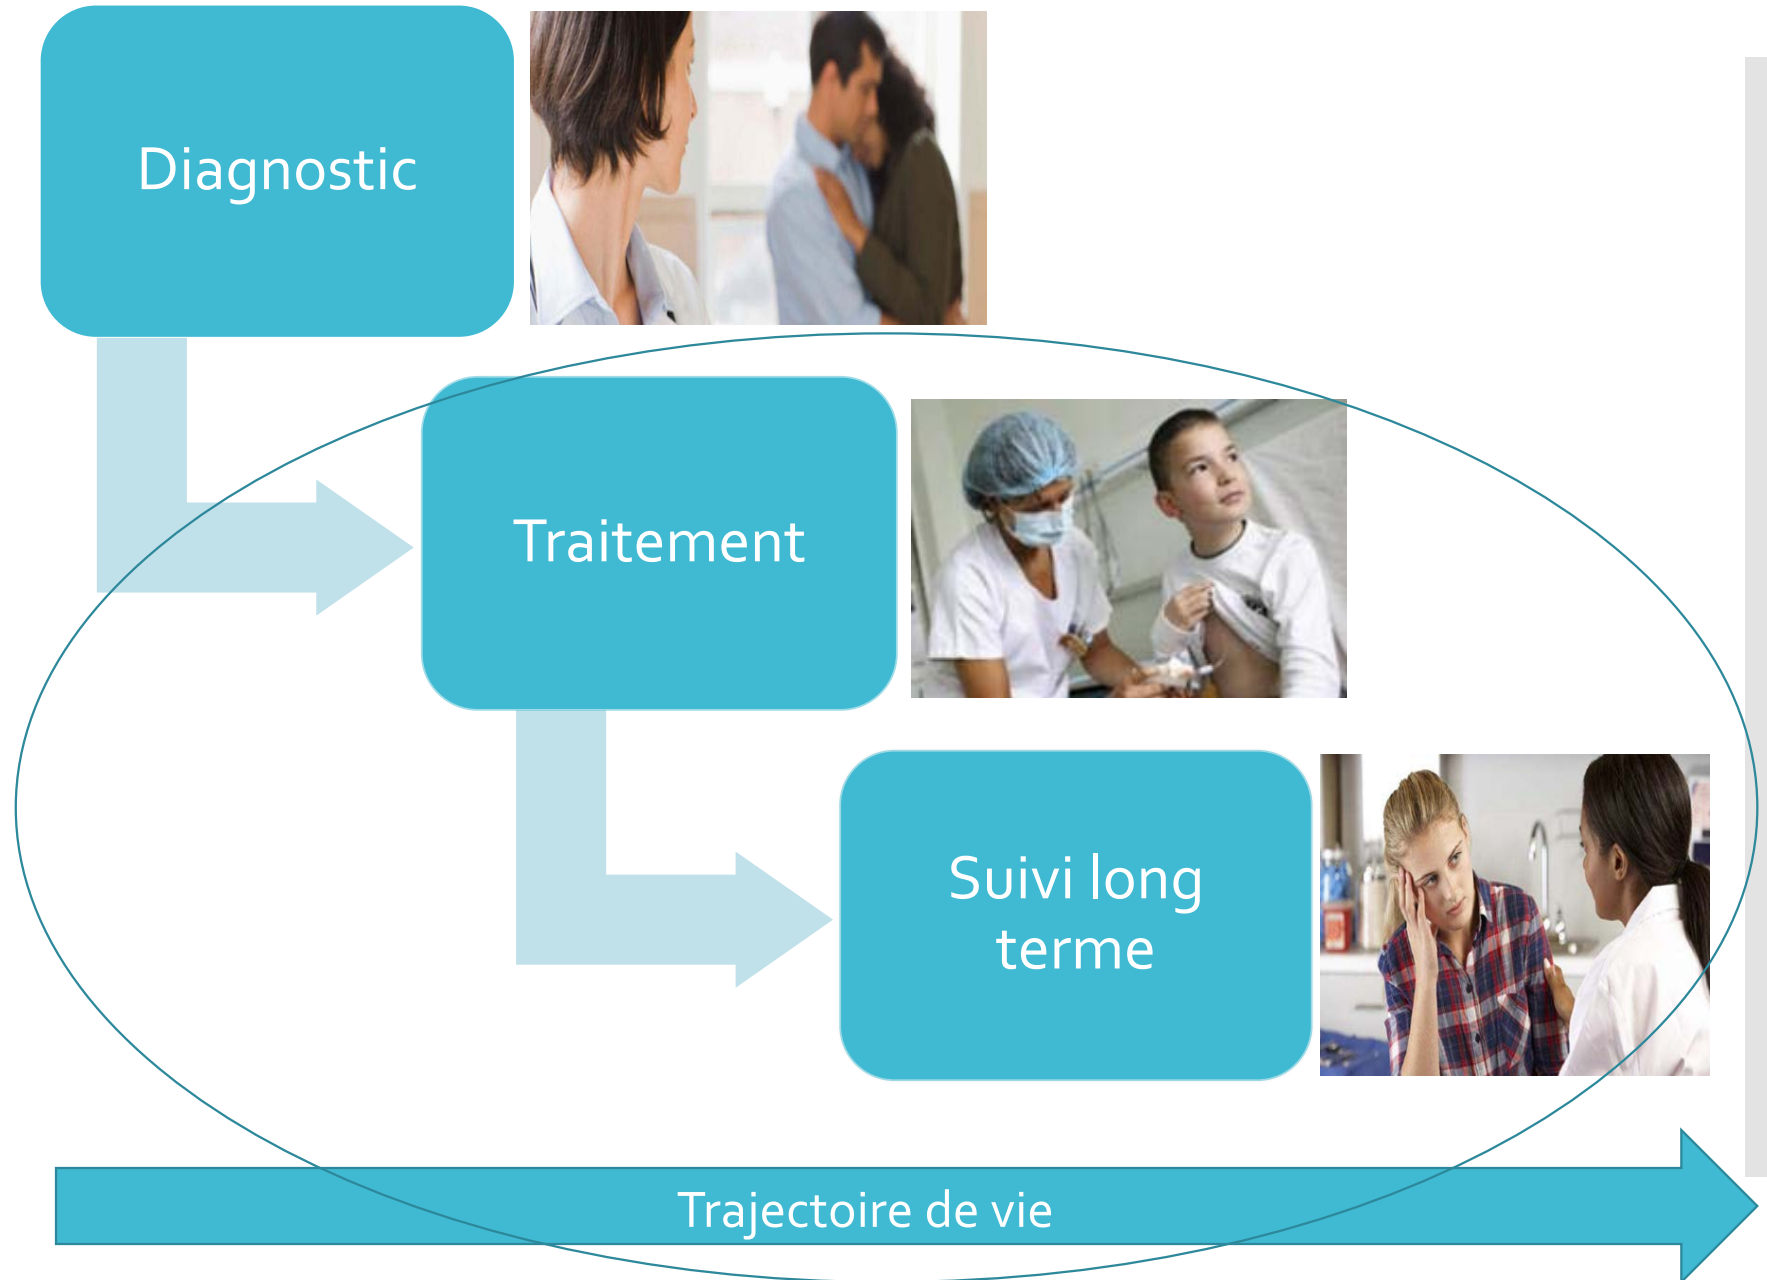 Diagnostic
Traitement
Suivi long
terme
Trajectoire de vie